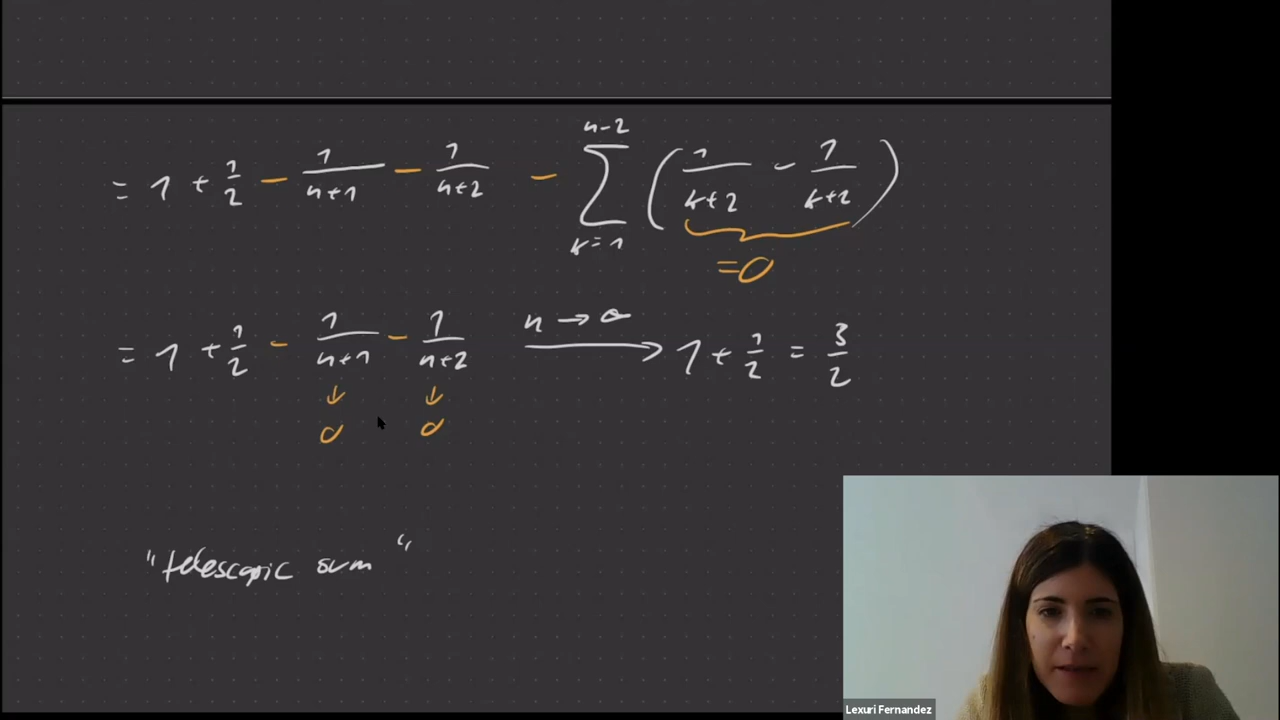 = 1 + 1/2 - 1/(n+1) - 1/(n+2) - ∑_{k=1}^{n-2} (1/(k+2) - 1/(k+2))
=0
= 1 + 1/2 - 1/(n+1) - 1/(n+2) n→∞ → 1 + 1/2 = 3/2
↓ ↓
0 0
"telescopic sum"
Lexuri Fernandez